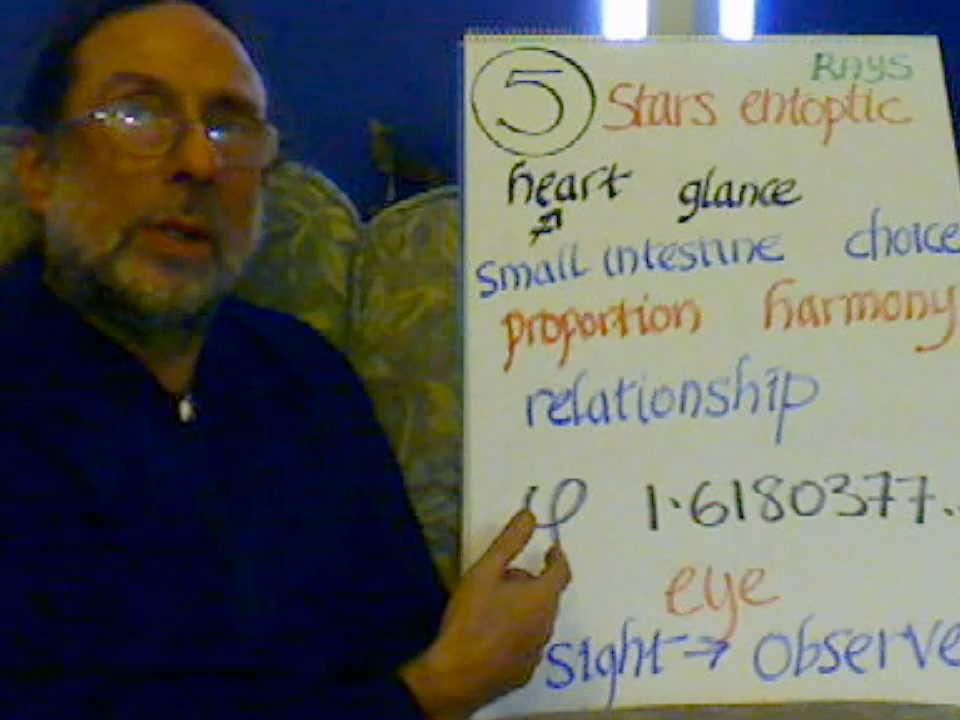 RAYS
5 Stars entoptic
heart glance
small intestine choice
proportion harmony
relationship
φ 1.6180377..
eye
sight → observe